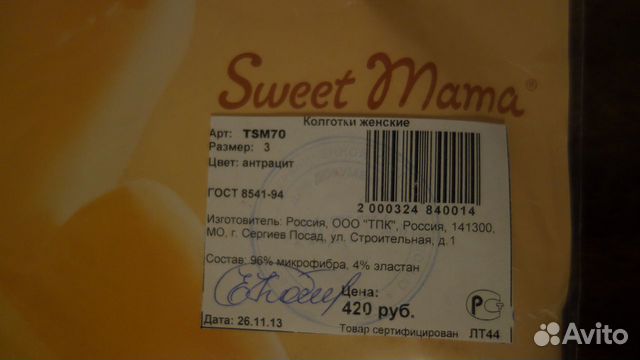 Sweet Mama®
Колготки женские
Арт: TSM70
Размер: 3
Цвет: антрацит
ГОСТ 8541-94
2 000324 840014
Изготовитель: Россия, ООО "ТПК", Россия, 141300,
МО, г. Сергиев Посад, ул. Строительная, д.1
Состав: 96% микрофибра, 4% эластан
Цена:
420 руб.
Дата: 26.11.13
Товар сертифицирован ЛТ44
Avito